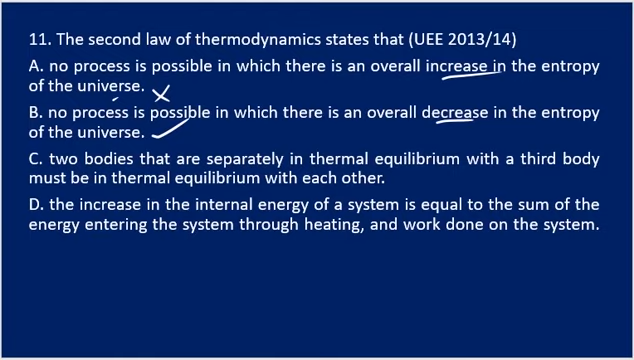 11. The second law of thermodynamics states that (UEE 2013/14)
A. no process is possible in which there is an overall increase in the entropy
of the universe.
B. no process is possible in which there is an overall decrease in the entropy
of the universe.
C. two bodies that are separately in thermal equilibrium with a third body
must be in thermal equilibrium with each other.
D. the increase in the internal energy of a system is equal to the sum of the
energy entering the system through heating, and work done on the system.